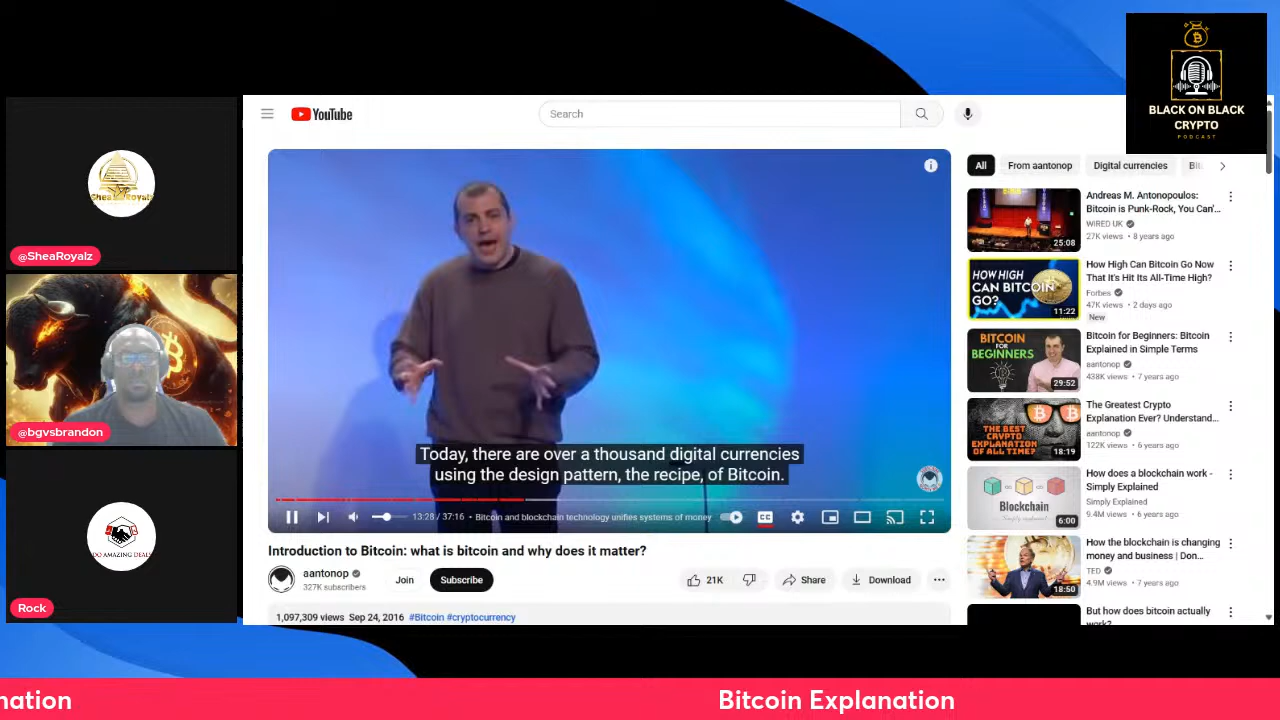 BLACK ON BLACK
CRYPTO
PODCAST
@SheaRoyalz
@bgvsbrandon
DO AMAZING DEALS
Rock
YouTube
Search
Today, there are over a thousand digital currencies
using the design pattern, the recipe, of Bitcoin.
13:28 / 37:16 • Bitcoin and blockchain technology unifies systems of money
CC
Introduction to Bitcoin: what is bitcoin and why does it matter?
aantonop
327K subscribers
Join
Subscribe
21K
Share
Download
1,097,309 views Sep 24, 2016 #Bitcoin #cryptocurrency
All
From aantonop
Digital currencies
25:08
Andreas M. Antonopoulos:
Bitcoin is Punk-Rock, You Can'...
WIRED UK
27K views • 8 years ago
HOW HIGH
CAN BITCOIN
GO?
11:22
How High Can Bitcoin Go Now
That It's Hit Its All-Time High?
Forbes
47K views • 2 days ago
New
BITCOIN
FOR
BEGINNERS
29:52
Bitcoin for Beginners: Bitcoin
Explained in Simple Terms
aantonop
438K views • 7 years ago
THE BEST
CRYPTO
EXPLANATION
OF ALL TIME?
18:19
The Greatest Crypto
Explanation Ever? Understand...
aantonop
122K views • 6 years ago
Blockchain
Simply Explained
6:00
How does a blockchain work -
Simply Explained
Simply Explained
9.4M views • 6 years ago
18:50
How the blockchain is changing
money and business | Don...
TED
4.9M views • 7 years ago
But how does bitcoin actually
work?
nation
Bitcoin Explanation